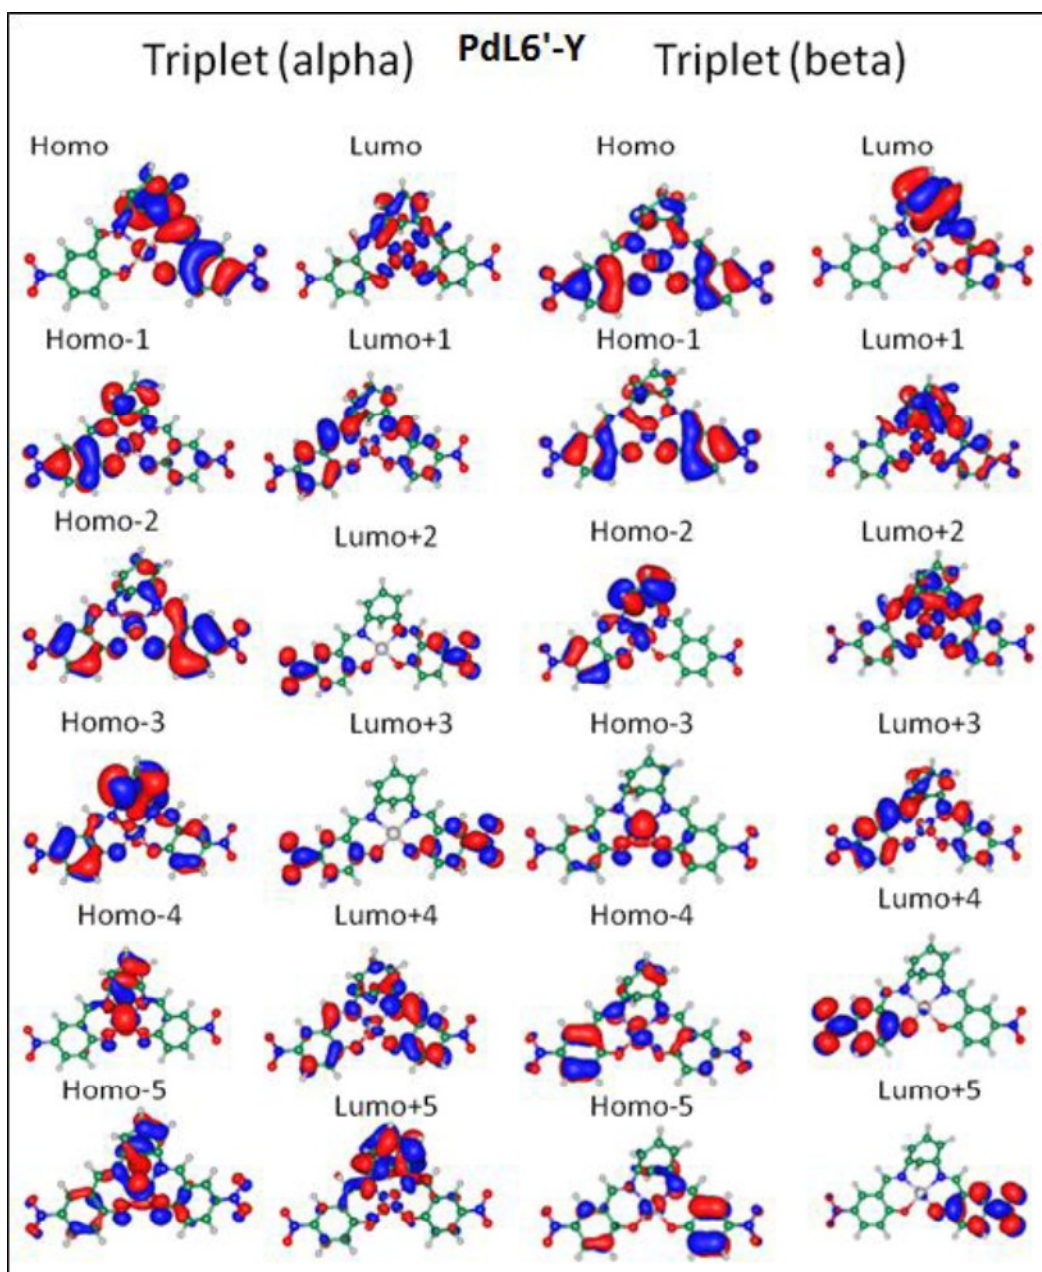 Triplet (alpha) PdL6'-Y Triplet (beta)
Homo Lumo Homo Lumo
Homo-1 Lumo+1 Homo-1 Lumo+1
Homo-2 Lumo+2 Homo-2 Lumo+2
Homo-3 Lumo+3 Homo-3 Lumo+3
Homo-4 Lumo+4 Homo-4 Lumo+4
Homo-5 Lumo+5 Homo-5 Lumo+5